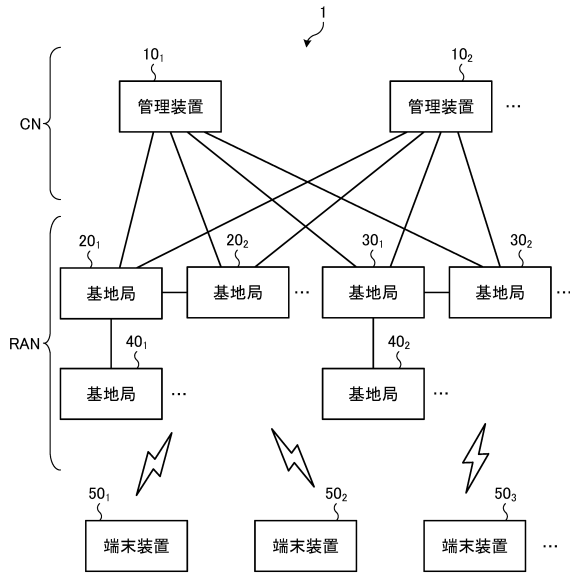 1
10₁ 10₂
CN
管理装置 管理装置 …
20₁ 20₂ 30₁ 30₂
RAN
基地局 基地局 … 基地局 基地局 …
40₁ 40₂
基地局 … 基地局 …
50₁ 50₂ 50₃
端末装置 端末装置 端末装置 …